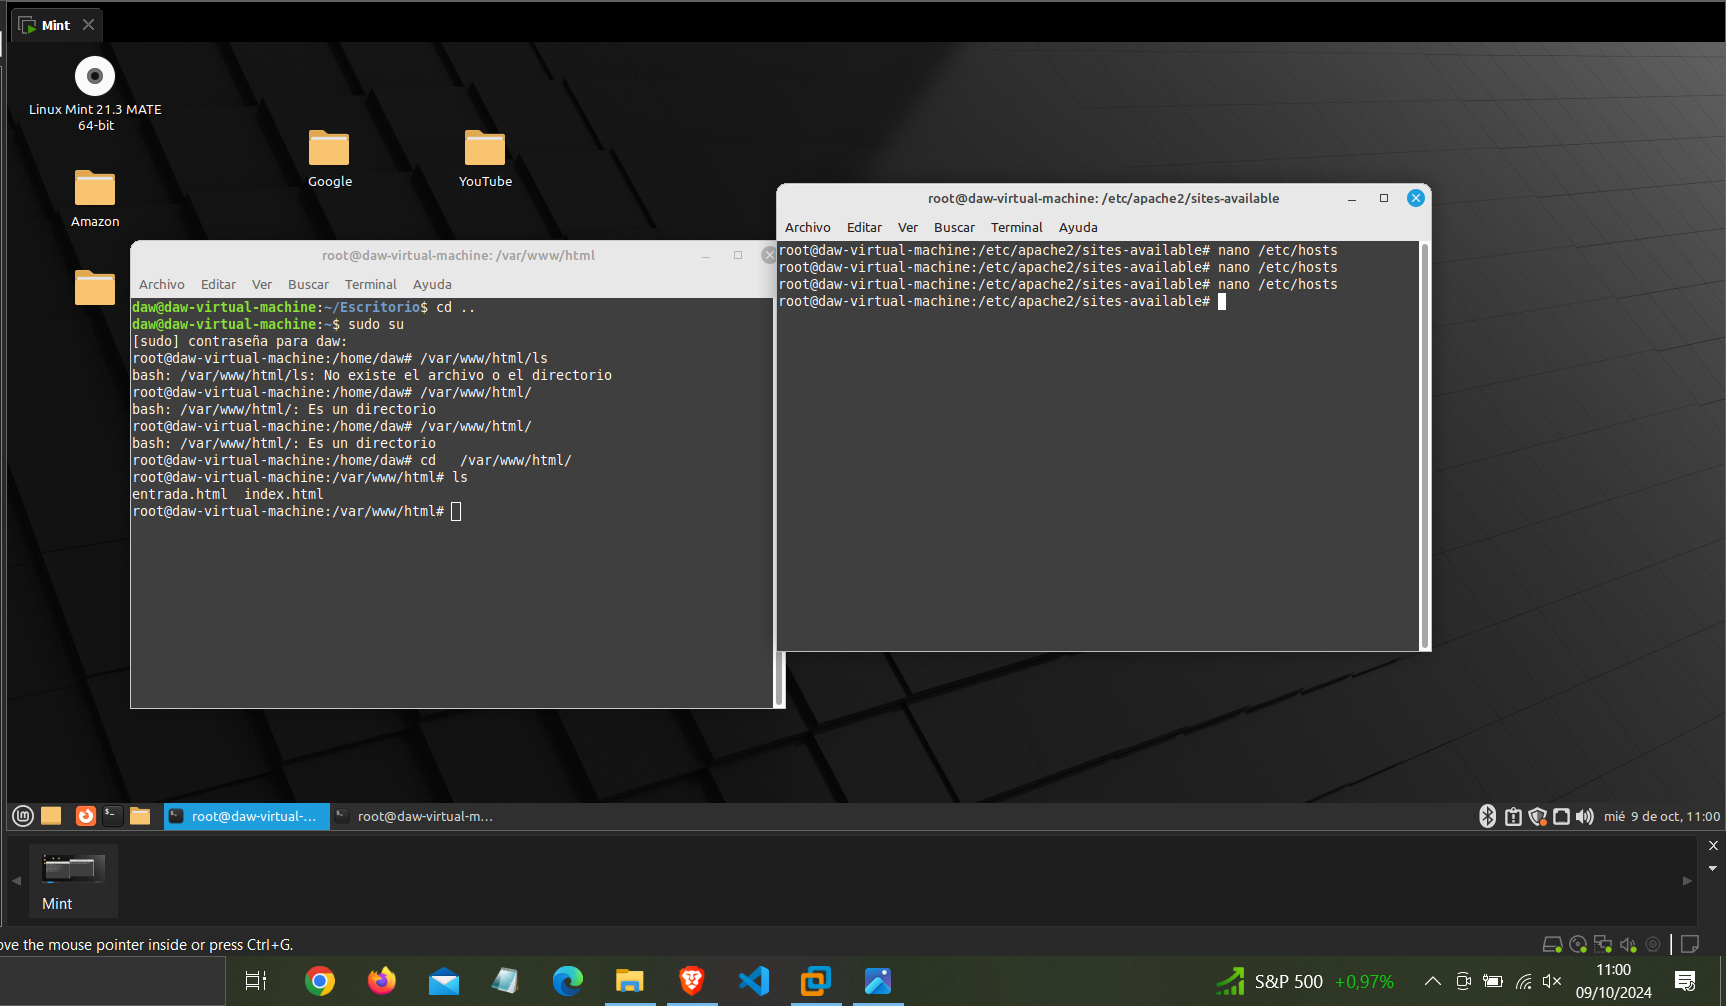 Mint
Linux Mint 21.3 MATE
64-bit
Google
YouTube
Amazon
root@daw-virtual-machine: /var/www/html
Archivo Editar Ver Buscar Terminal Ayuda
daw@daw-virtual-machine:~/Escritorio$ cd ..
daw@daw-virtual-machine:~$ sudo su
[sudo] contraseña para daw:
root@daw-virtual-machine:/home/daw# /var/www/html/ls
bash: /var/www/html/ls: No existe el archivo o el directorio
root@daw-virtual-machine:/home/daw# /var/www/html/
bash: /var/www/html/: Es un directorio
root@daw-virtual-machine:/home/daw# /var/www/html/
bash: /var/www/html/: Es un directorio
root@daw-virtual-machine:/home/daw# cd   /var/www/html/
root@daw-virtual-machine:/var/www/html# ls
entrada.html  index.html
root@daw-virtual-machine:/var/www/html#
root@daw-virtual-machine: /etc/apache2/sites-available
Archivo Editar Ver Buscar Terminal Ayuda
root@daw-virtual-machine:/etc/apache2/sites-available# nano /etc/hosts
root@daw-virtual-machine:/etc/apache2/sites-available# nano /etc/hosts
root@daw-virtual-machine:/etc/apache2/sites-available# nano /etc/hosts
root@daw-virtual-machine:/etc/apache2/sites-available#
root@daw-virtual-... root@daw-virtual-m... mié 9 de oct, 11:00
Mint
ove the mouse pointer inside or press Ctrl+G.
S&P 500 +0,97%
11:00
09/10/2024